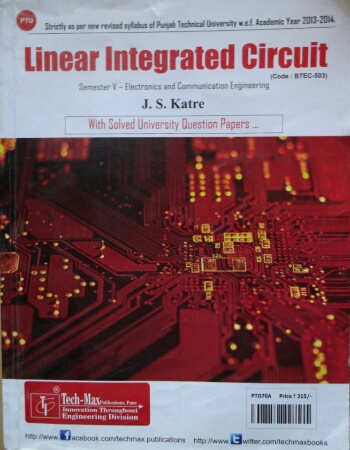 PTU
Strictly as per new revised syllabus of Punjab Technical University w.e.f. Academic Year 2013-2014.
Linear Integrated Circuit
(Code : BTEC-503)
Semester V – Electronics and Communication Engineering
J. S. Katre
With Solved University Question Papers ...
Tech-Max Publications, Pune
Innovation Throughout
Engineering Division
PTO70A Price ₹ 315/-
http://www.facebook.com/techmax.publications http://www.twitter.com/techmaxbooks